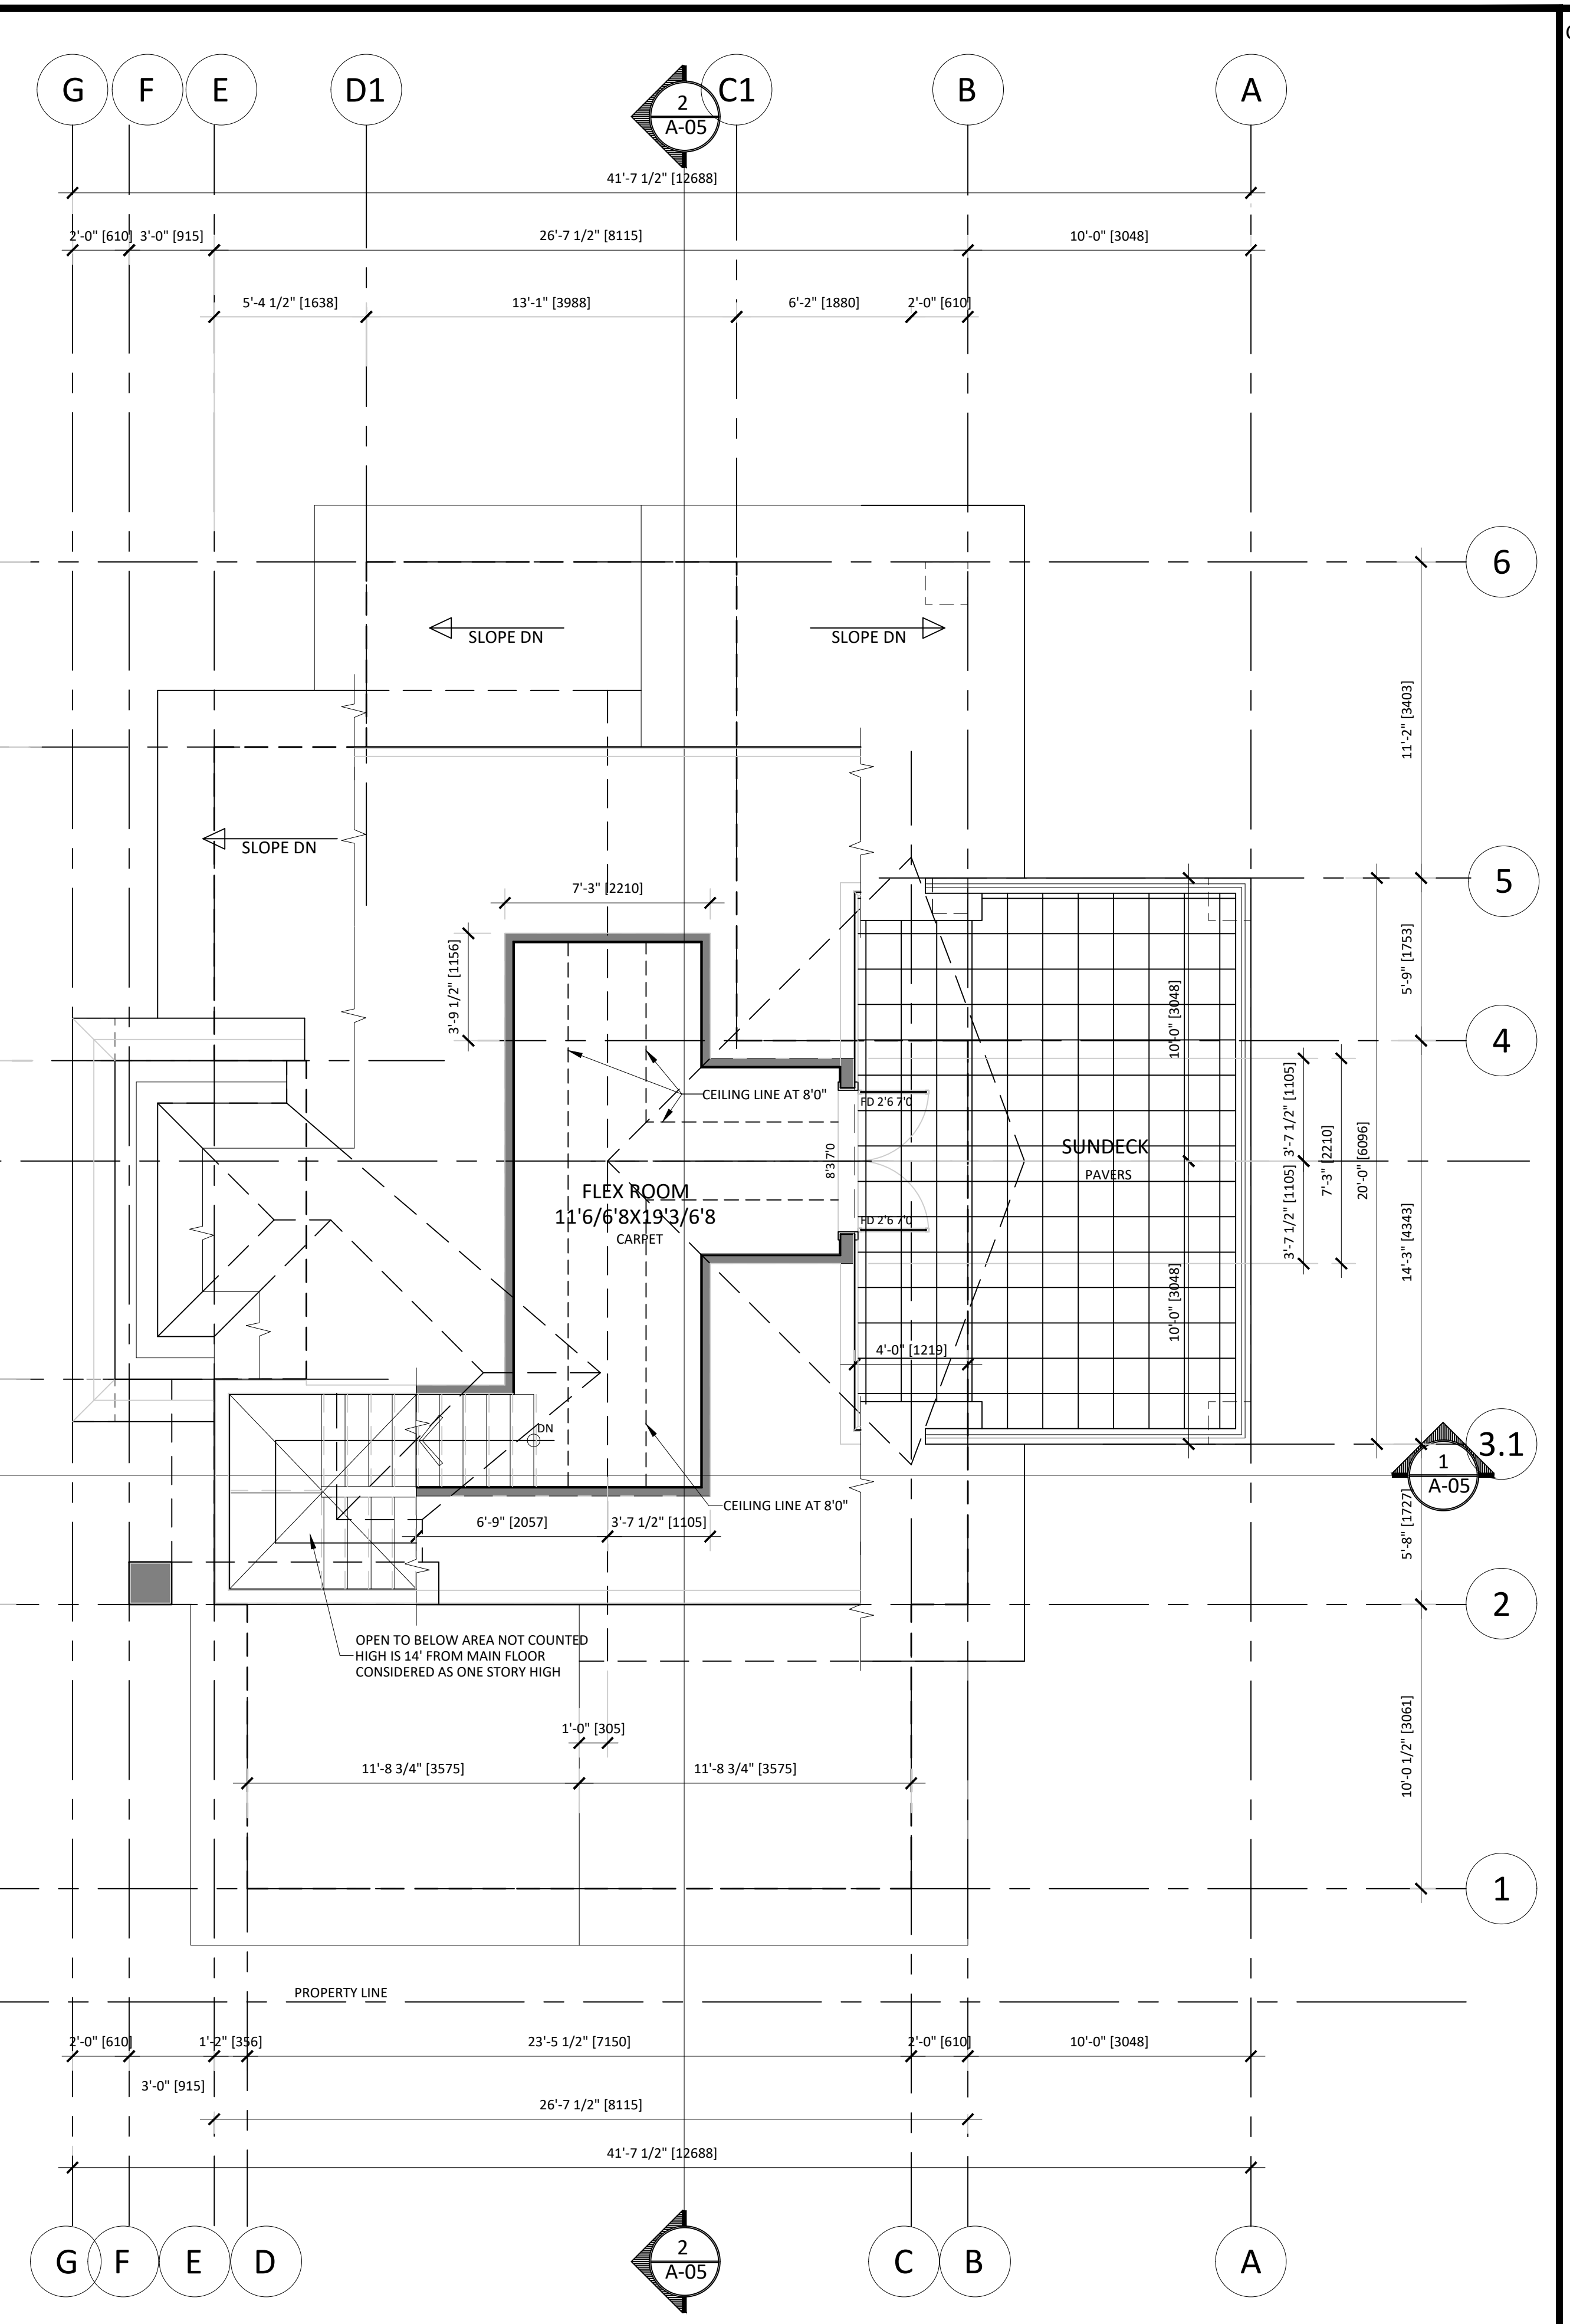 G F E D1 2 C1 B A
A-05
41'-7 1/2" [12688]
2'-0" [610] 3'-0" [915] 26'-7 1/2" [8115] 10'-0" [3048]
5'-4 1/2" [1638] 13'-1" [3988] 6'-2" [1880] 2'-0" [610]
6
SLOPE DN SLOPE DN
11'-2" [3403]
SLOPE DN
5
7'-3" [2210]
3'-9 1/2" [1156]
5'-9" [1753]
10'-0" [3048]
4
CEILING LINE AT 8'0"
FD 2'6 7'0
3'-7 1/2" [1105]
8'3 7'0
SUNDECK
PAVERS
7'-3" [2210]
20'-0" [6096]
FLEX ROOM
11'6/6'8X19'3/6'8
CARPET
FD 2'6 7'0
3'-7 1/2" [1105]
14'-3" [4343]
10'-0" [3048]
4'-0" [1219]
DN
3.1
1
A-05
CEILING LINE AT 8'0"
6'-9" [2057] 3'-7 1/2" [1105]
5'-8" [1727]
2
OPEN TO BELOW AREA NOT COUNTED
HIGH IS 14' FROM MAIN FLOOR
CONSIDERED AS ONE STORY HIGH
1'-0" [305]
10'-0 1/2" [3061]
11'-8 3/4" [3575] 11'-8 3/4" [3575]
1
PROPERTY LINE
2'-0" [610] 1'-2" [356] 23'-5 1/2" [7150] 2'-0" [610] 10'-0" [3048]
3'-0" [915]
26'-7 1/2" [8115]
41'-7 1/2" [12688]
G F E D 2 C B A
A-05